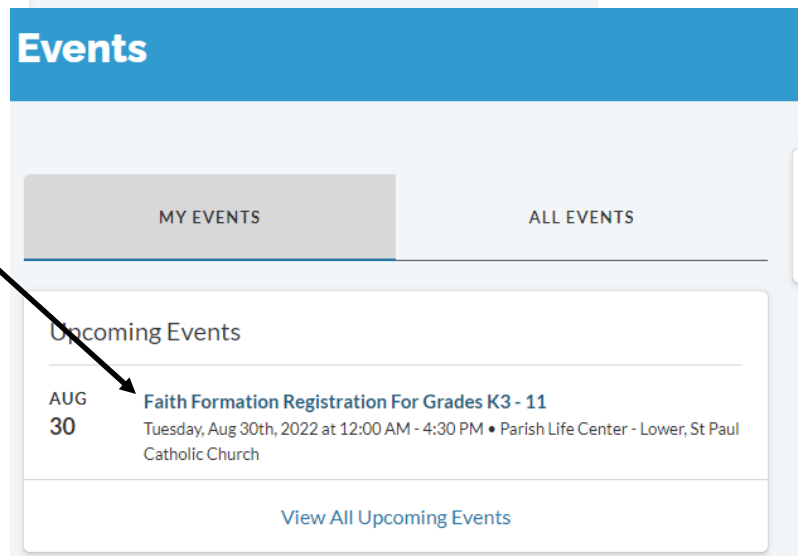 Events
MY EVENTS
ALL EVENTS
Upcoming Events
AUG
30
Faith Formation Registration For Grades K3 - 11
Tuesday, Aug 30th, 2022 at 12:00 AM - 4:30 PM • Parish Life Center - Lower, St Paul
Catholic Church
View All Upcoming Events